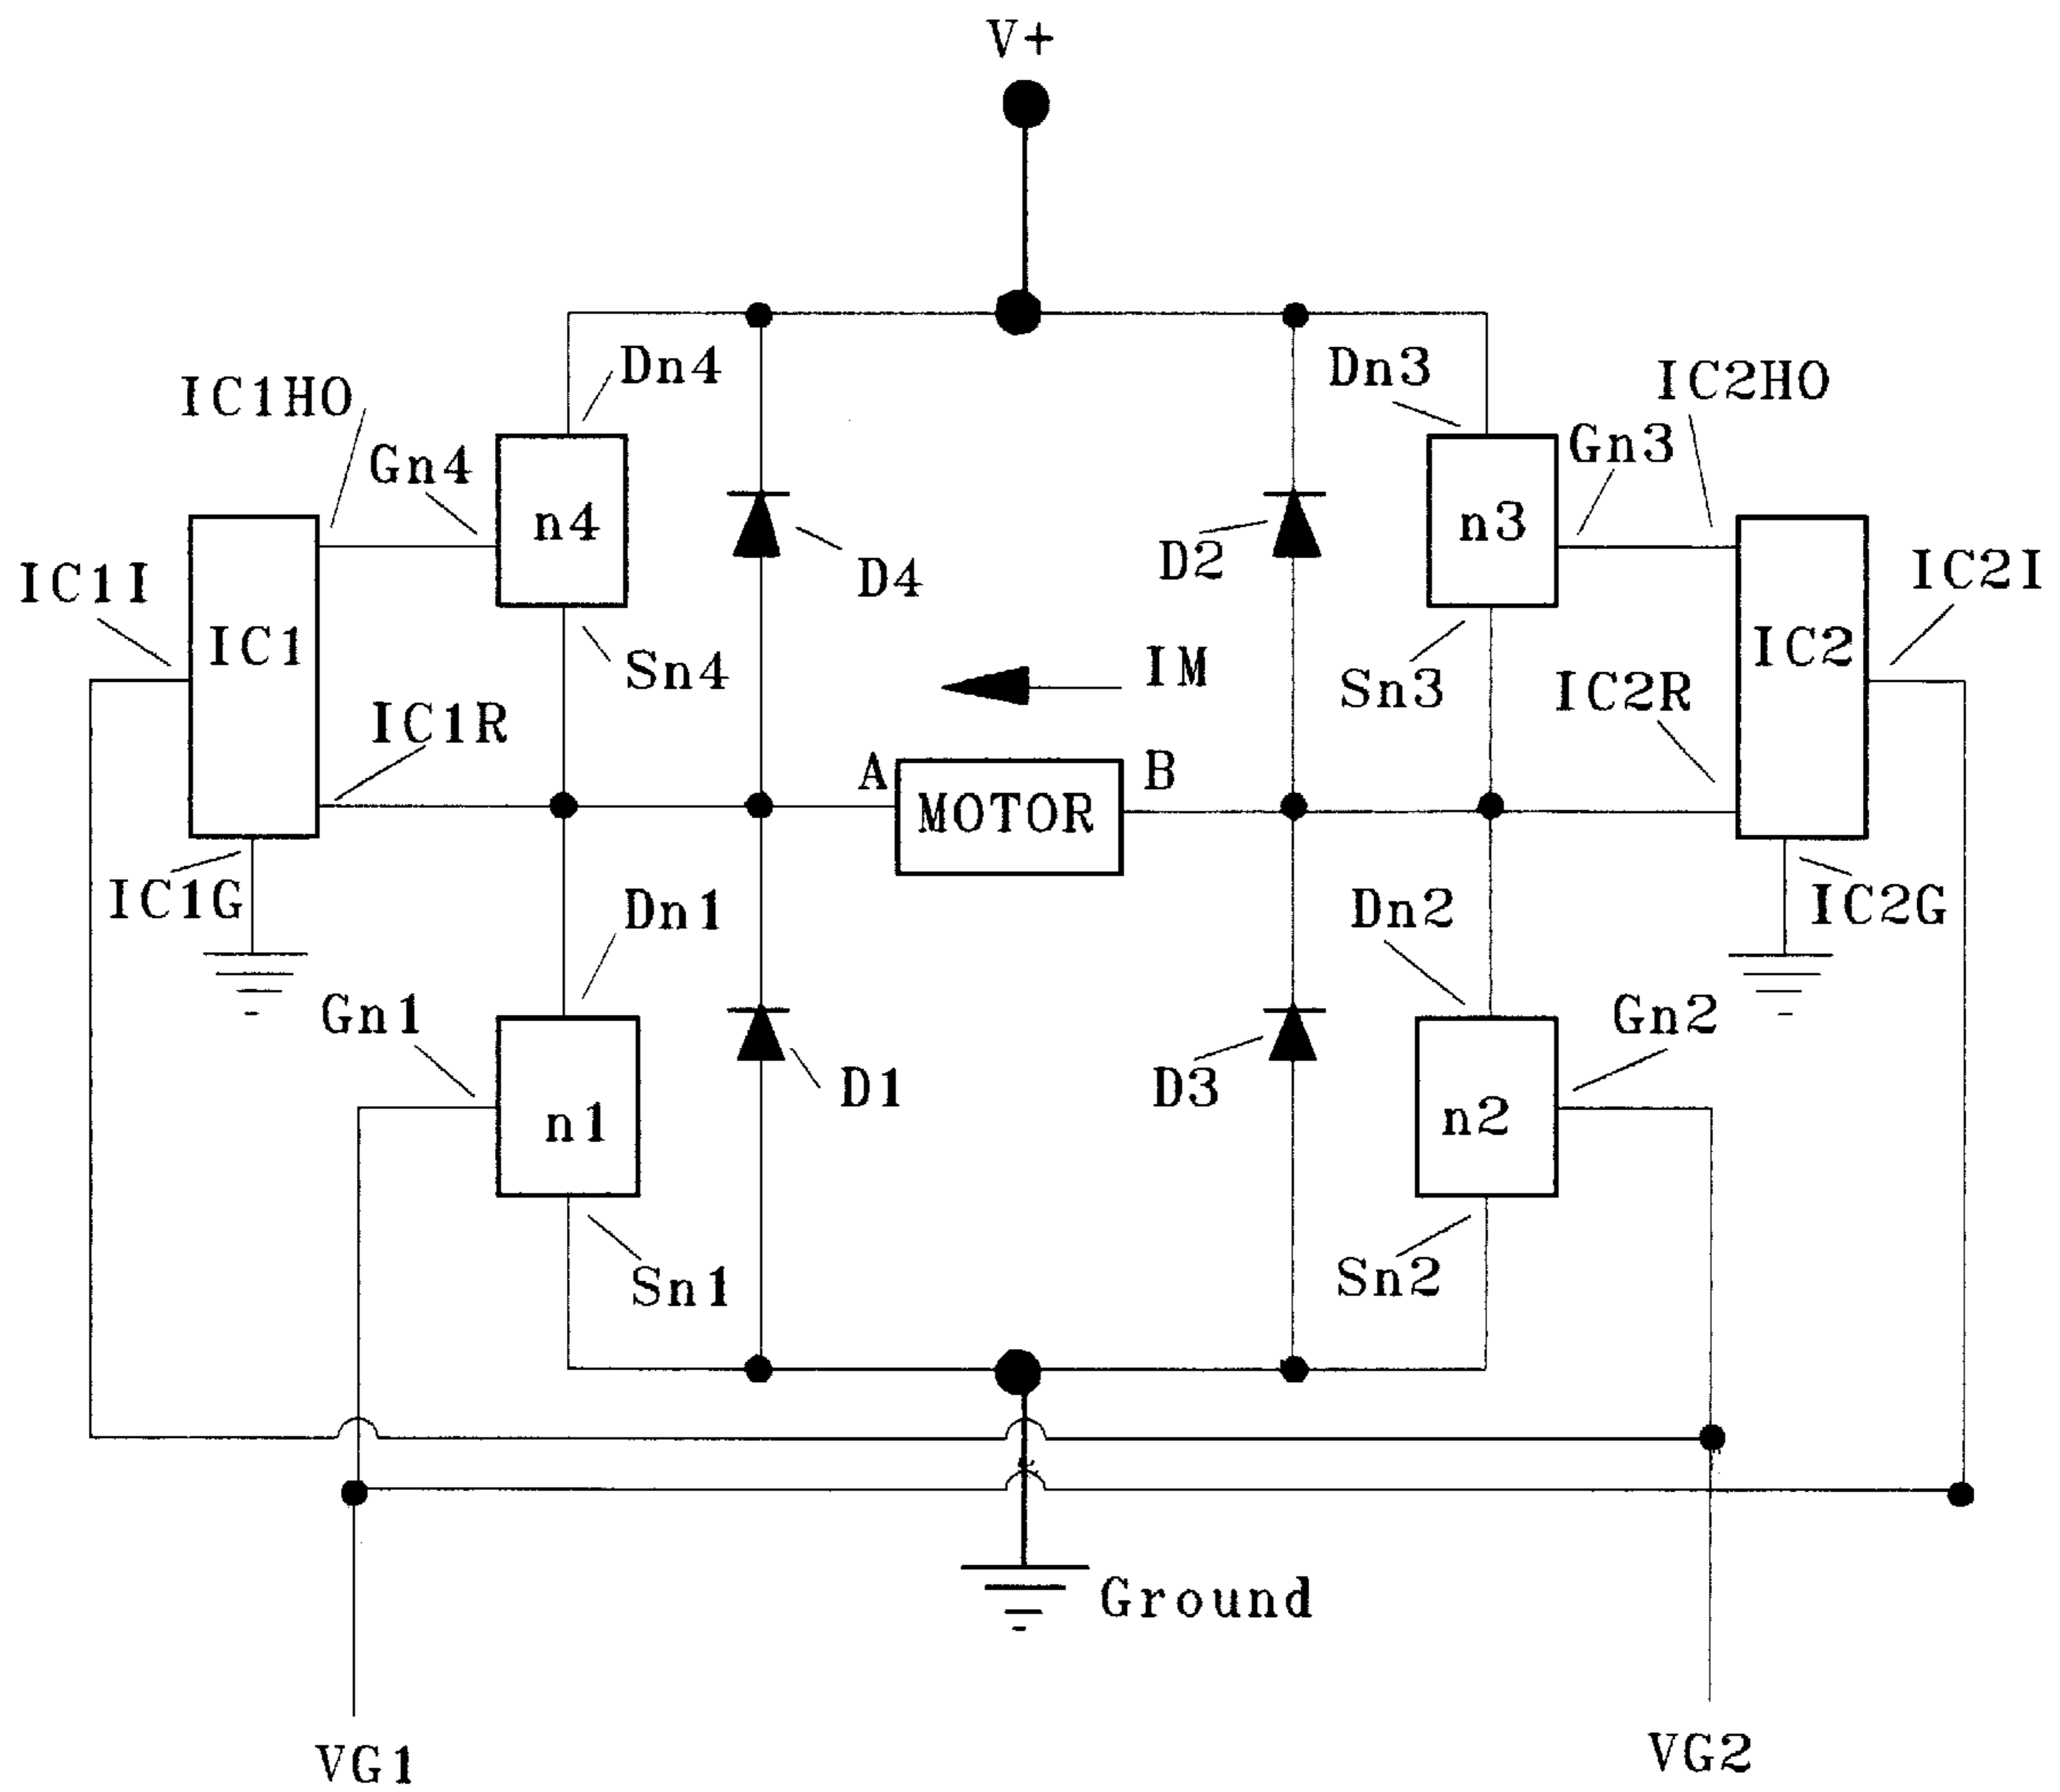 V+
Dn4
Dn3
IC1HO
IC2HO
Gn4
Gn3
n4
n3
D4
D2
IC1I
IC2I
IC1
IC2
Sn4
IM
Sn3
IC1R
IC2R
A
B
MOTOR
IC1G
IC2G
Dn1
Dn2
Gn1
Gn2
D1
D3
n1
n2
Sn1
Sn2
Ground
VG1
VG2